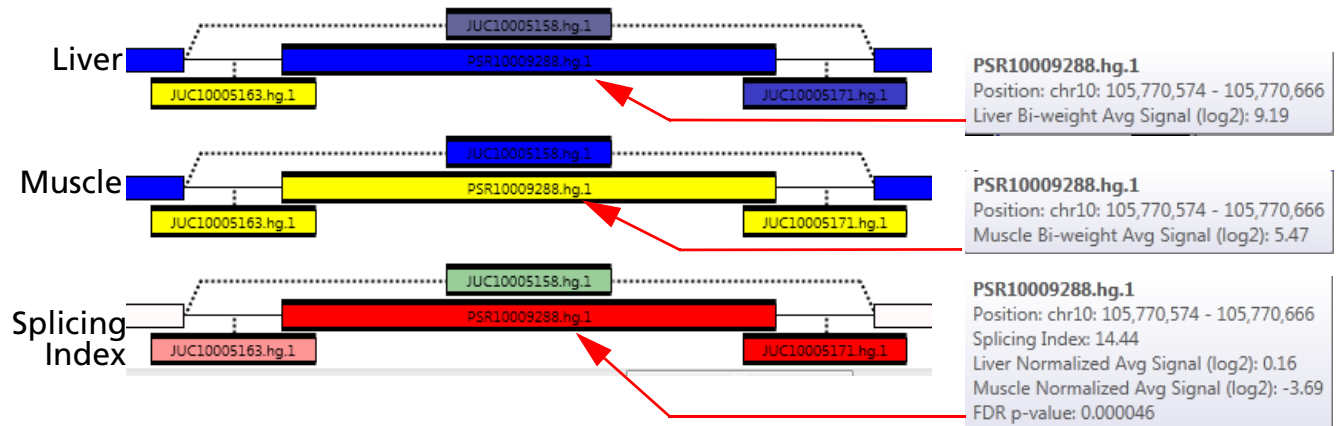 JUC10005158.hg.1
Liver
PSR10009288.hg.1
JUC10005163.hg.1
JUC10005171.hg.1
PSR10009288.hg.1
Position: chr10: 105,770,574 - 105,770,666
Liver Bi-weight Avg Signal (log2): 9.19
JUC10005158.hg.1
Muscle
PSR10009288.hg.1
JUC10005163.hg.1
JUC10005171.hg.1
PSR10009288.hg.1
Position: chr10: 105,770,574 - 105,770,666
Muscle Bi-weight Avg Signal (log2): 5.47
JUC10005158.hg.1
Splicing
Index
PSR10009288.hg.1
JUC10005163.hg.1
JUC10005171.hg.1
PSR10009288.hg.1
Position: chr10: 105,770,574 - 105,770,666
Splicing Index: 14.44
Liver Normalized Avg Signal (log2): 0.16
Muscle Normalized Avg Signal (log2): -3.69
FDR p-value: 0.000046